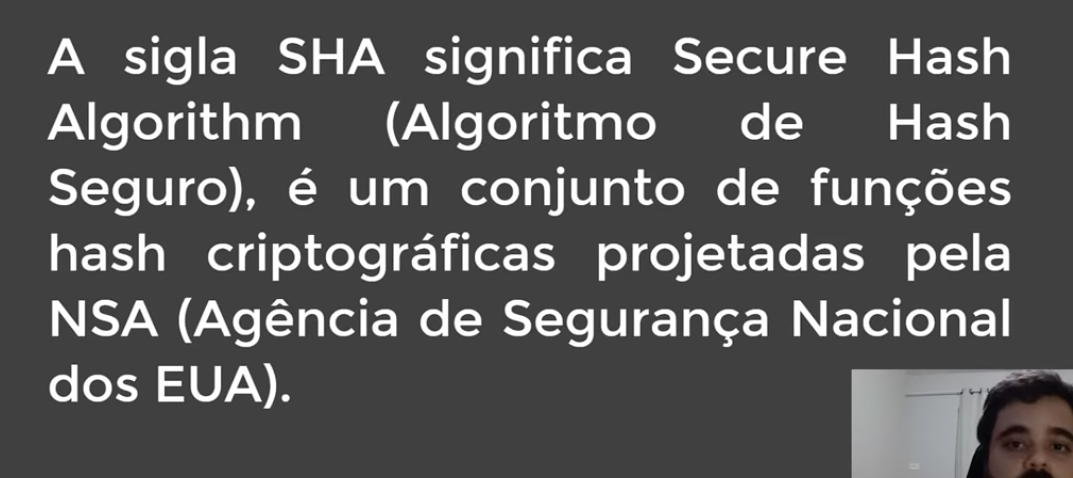 A sigla SHA significa Secure Hash
Algorithm (Algoritmo de Hash
Seguro), é um conjunto de funções
hash criptográficas projetadas pela
NSA (Agência de Segurança Nacional
dos EUA).